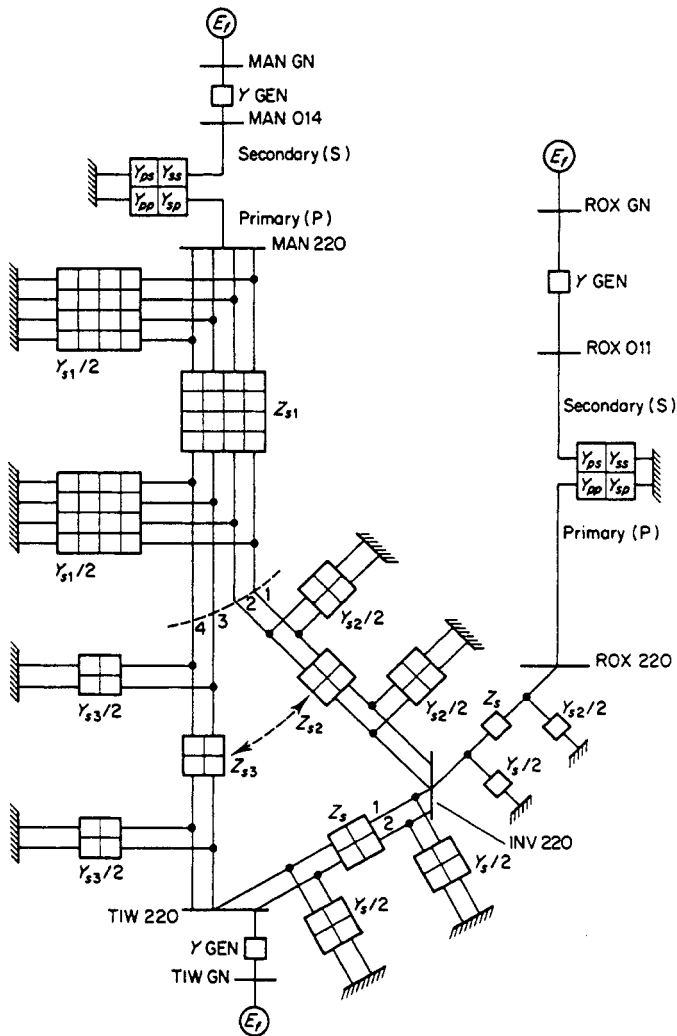 E_f
MAN GN
Y GEN
MAN 014
Secondary (S)
Y_ps Y_ss
Y_pp Y_sp
Primary (P)
MAN 220
Y_s1/2
Z_s1
Y_s1/2
1
2
3
4
Y_s2/2
Z_s2
Y_s2/2
Y_s3/2
Z_s3
Y_s3/2
TIW 220
Y GEN
TIW GN
E_f
Z_s
1
2
Y_s/2
Y_s/2
INV 220
E_f
ROX GN
Y GEN
ROX 011
Secondary (S)
Y_ps Y_ss
Y_pp Y_sp
Primary (P)
ROX 220
Z_s
Y_s2/2
Y_s/2